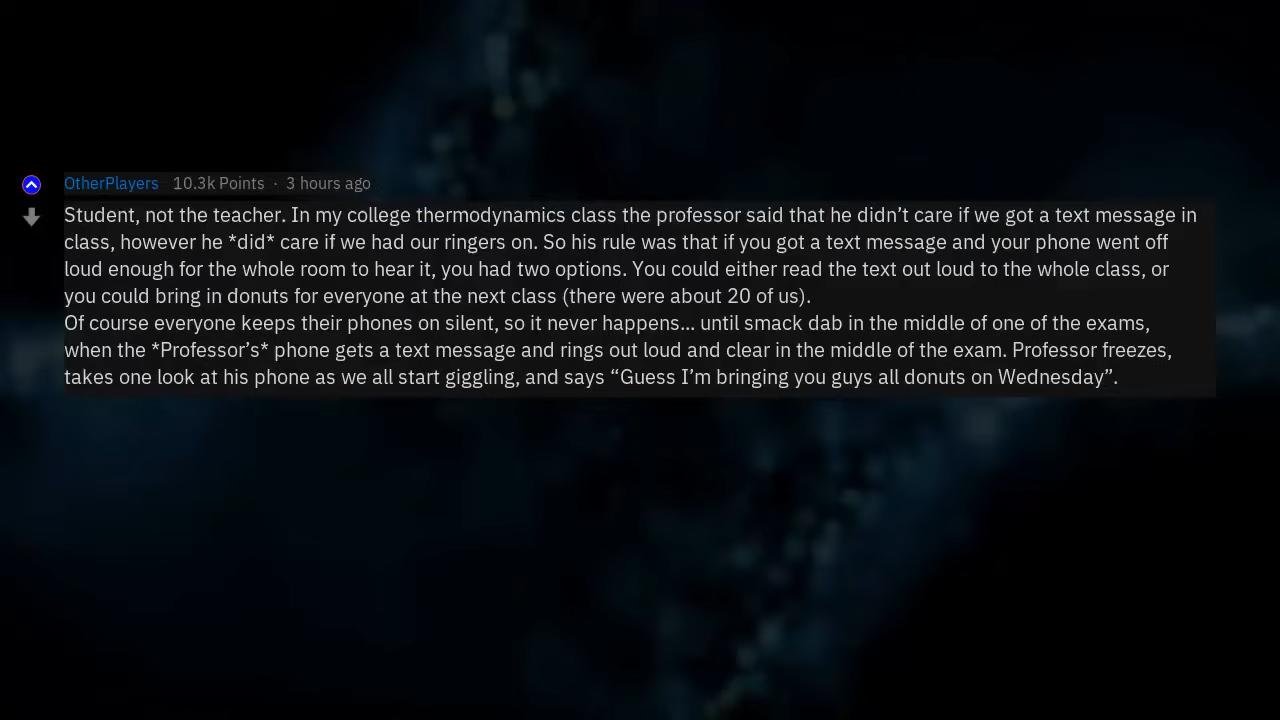 OtherPlayers 10.3k Points · 3 hours ago
Student, not the teacher. In my college thermodynamics class the professor said that he didn’t care if we got a text message in
class, however he *did* care if we had our ringers on. So his rule was that if you got a text message and your phone went off
loud enough for the whole room to hear it, you had two options. You could either read the text out loud to the whole class, or
you could bring in donuts for everyone at the next class (there were about 20 of us).
Of course everyone keeps their phones on silent, so it never happens... until smack dab in the middle of one of the exams,
when the *Professor’s* phone gets a text message and rings out loud and clear in the middle of the exam. Professor freezes,
takes one look at his phone as we all start giggling, and says “Guess I’m bringing you guys all donuts on Wednesday”.